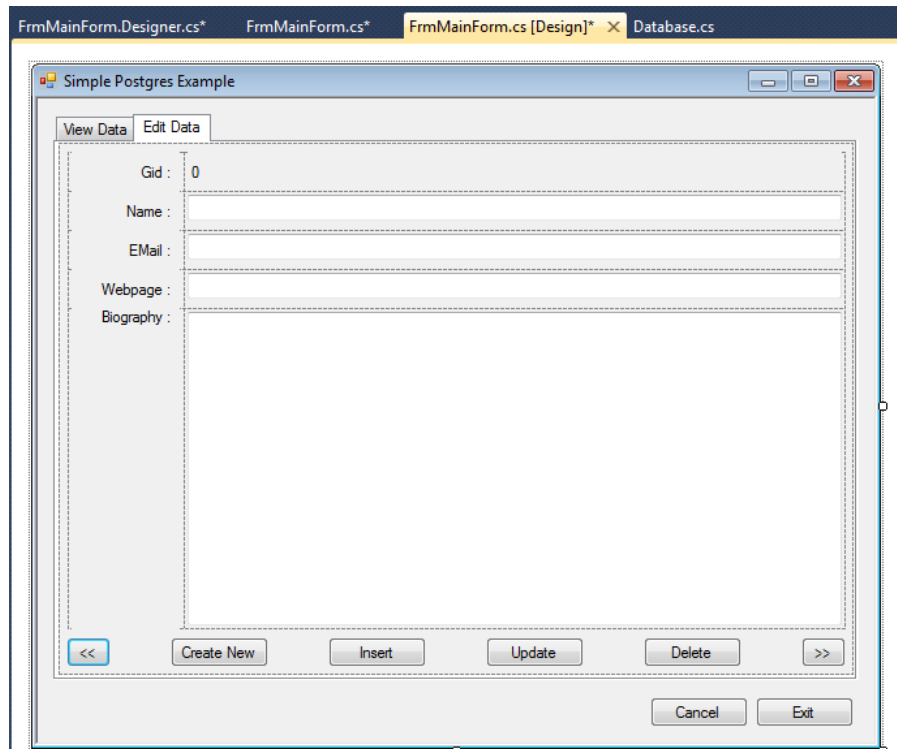 FrmMainForm.Designer.cs* FrmMainForm.cs* FrmMainForm.cs [Design]* Database.cs
Simple Postgres Example
View Data Edit Data
Gid : 0
Name :
EMail :
Webpage :
Biography :
<< Create New Insert Update Delete >>
Cancel Exit